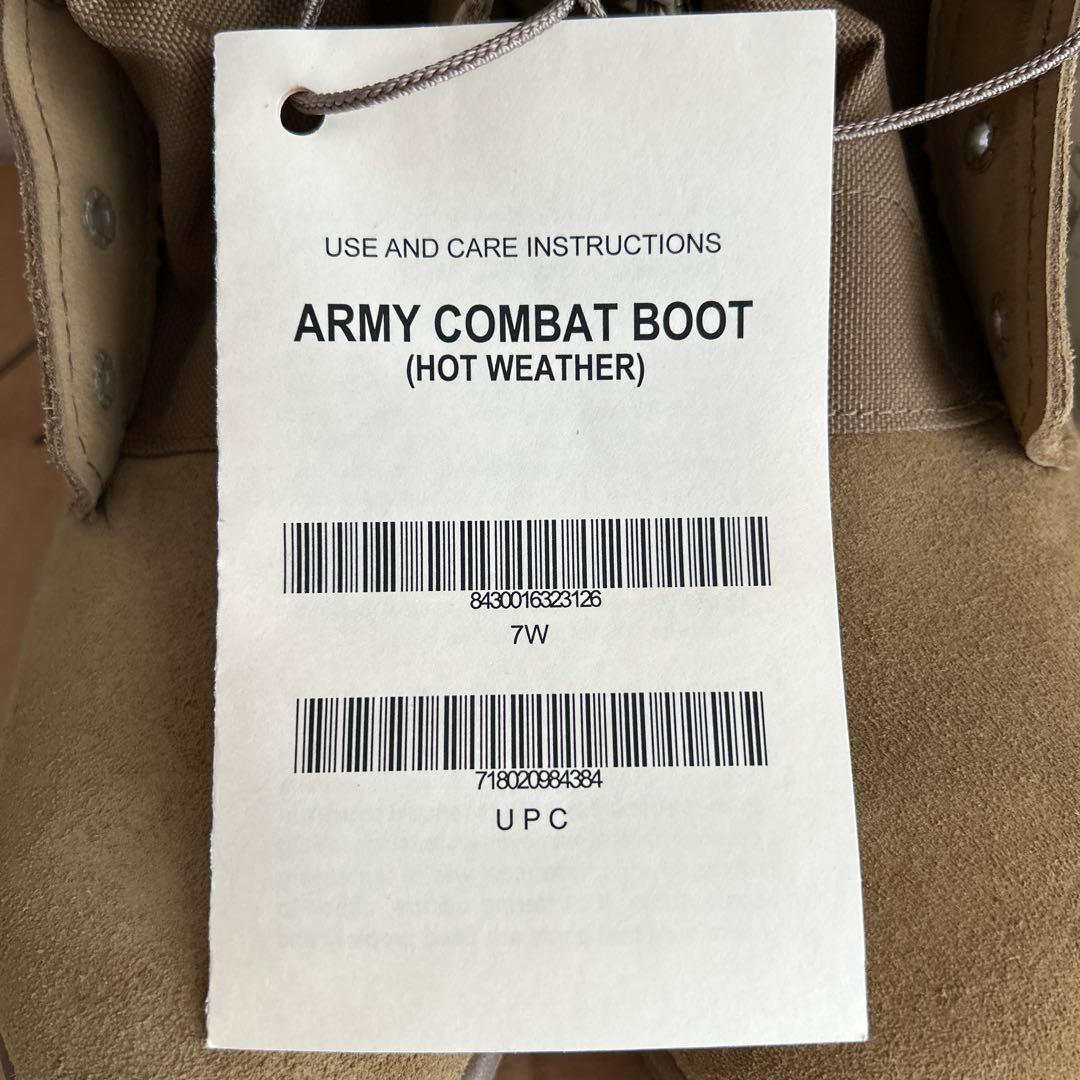 USE AND CARE INSTRUCTIONS
ARMY COMBAT BOOT
(HOT WEATHER)
8430016323126
7W
718020984384
UPC